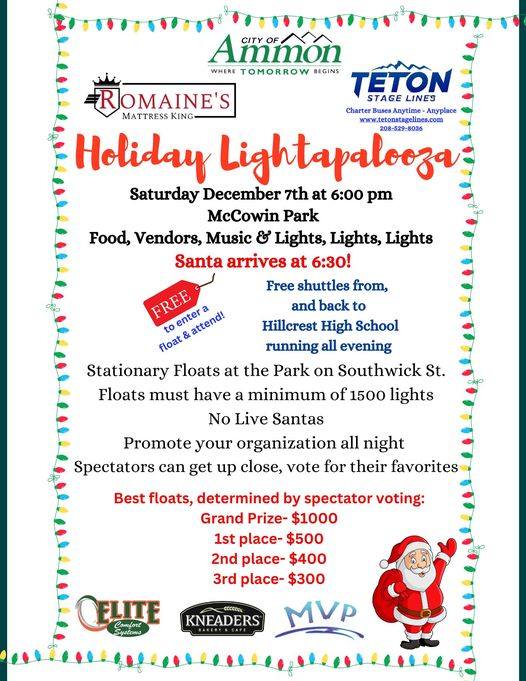 CITY OF
Ammon
WHERE TOMORROW BEGINS
ROMAINE'S
MATTRESS KING
TETON
STAGE LINES
Charter Buses Anytime - Anyplace
www.tetonstagelines.com
208-529-8036
Holiday Lightapalooza
Saturday December 7th at 6:00 pm
McCowin Park
Food, Vendors, Music & Lights, Lights, Lights
Santa arrives at 6:30!
FREE
to enter a
float & attend!
Free shuttles from,
and back to
Hillcrest High School
running all evening
Stationary Floats at the Park on Southwick St.
Floats must have a minimum of 1500 lights
No Live Santas
Promote your organization all night
Spectators can get up close, vote for their favorites
Best floats, determined by spectator voting:
Grand Prize- $1000
1st place- $500
2nd place- $400
3rd place- $300
ELITE
Comfort
Systems
KNEADERS
BAKERY & CAFE
MVP